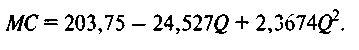 MC = 203,75 – 24,527Q + 2,3674Q².